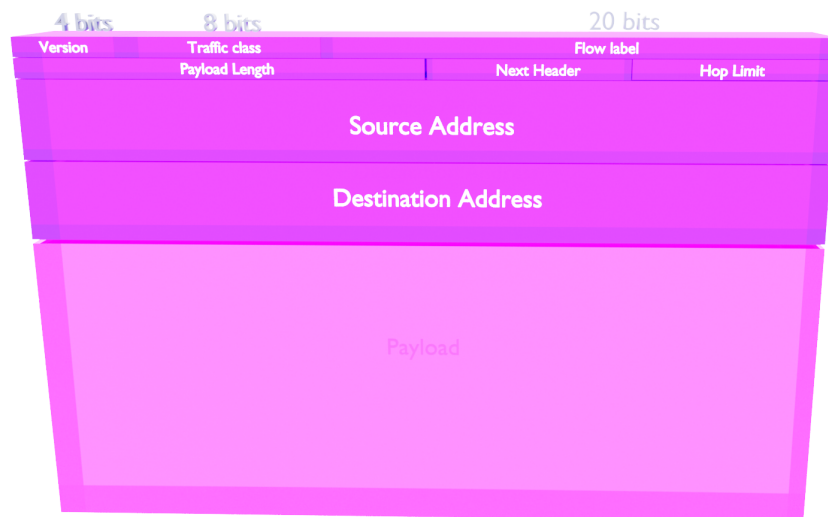 4 bits 8 bits 20 bits
Version Traffic class Flow label
Payload Length Next Header Hop Limit
Source Address
Destination Address
Payload